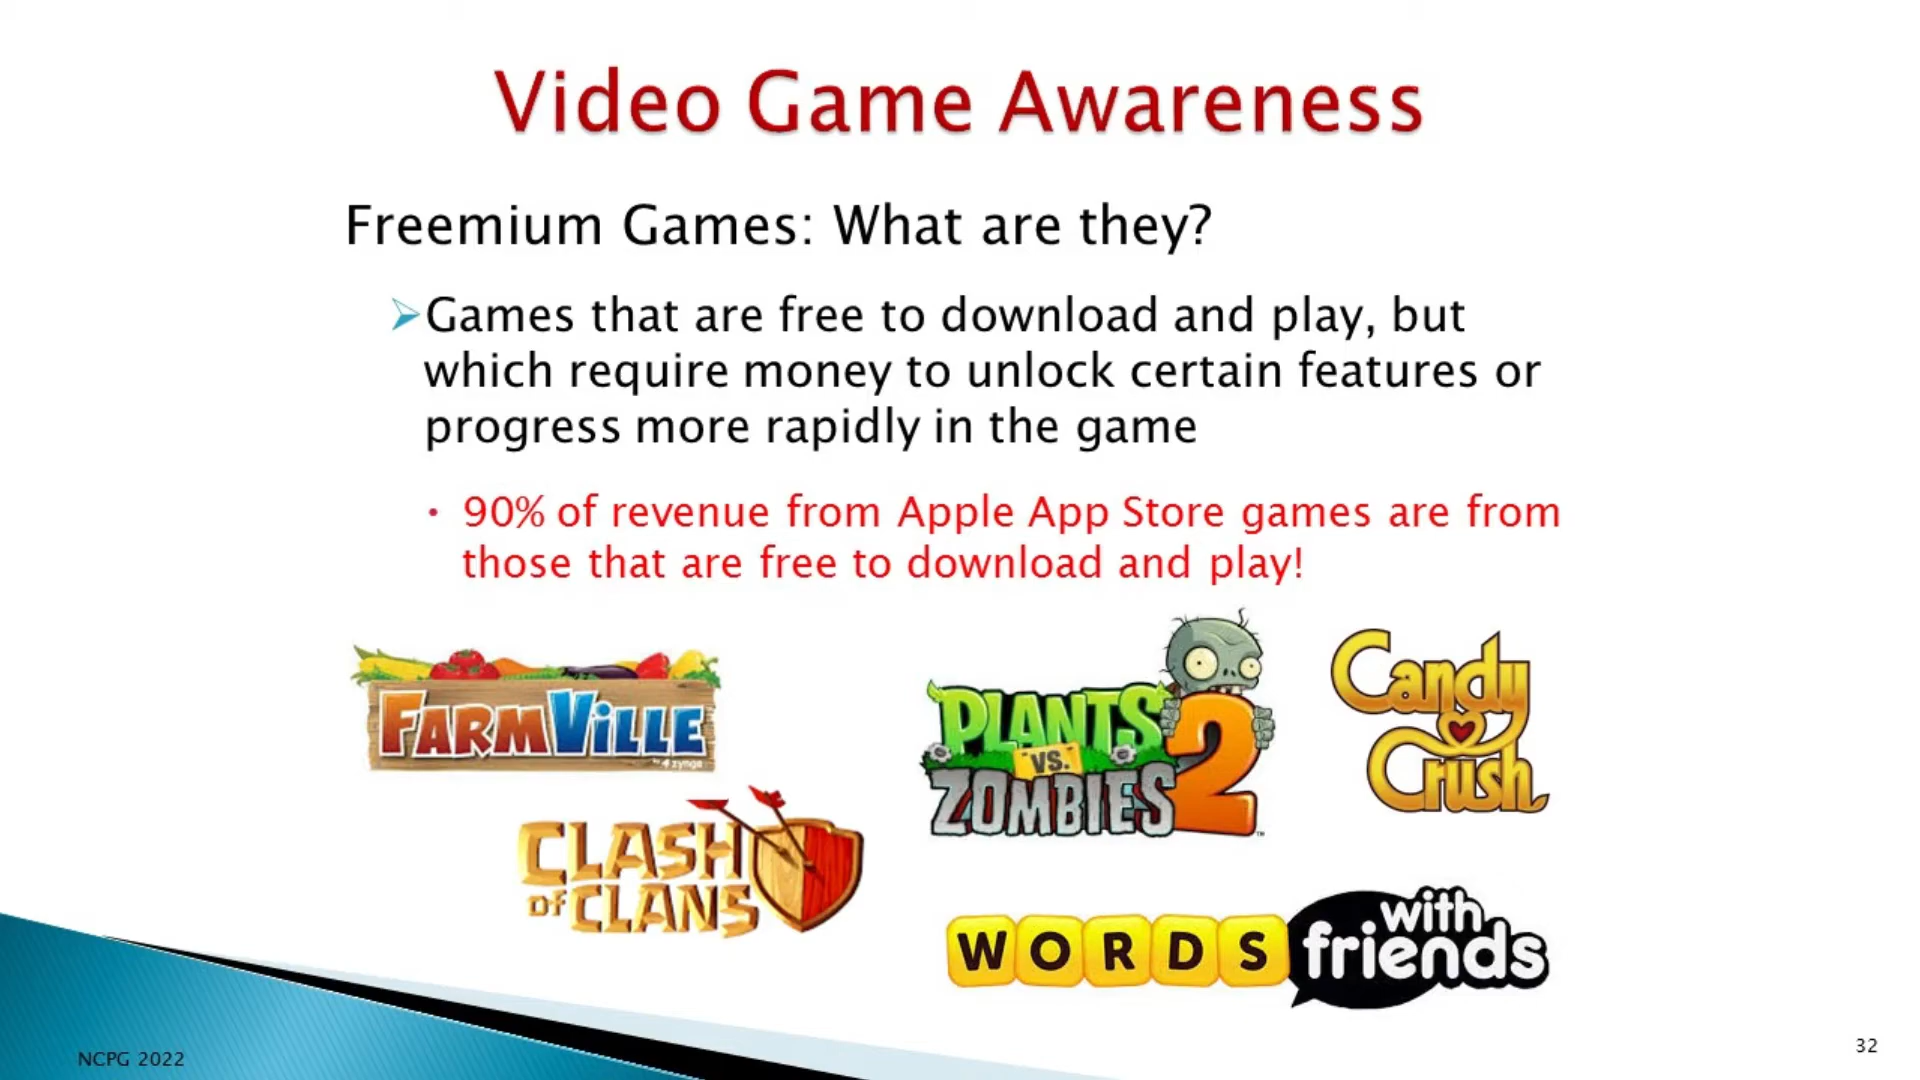 Video Game Awareness
Freemium Games: What are they?
Games that are free to download and play, but
which require money to unlock certain features or
progress more rapidly in the game
90% of revenue from Apple App Store games are from
those that are free to download and play!
FARMVILLE
by zynga
PLANTS
VS.
ZOMBIES 2
TM
Candy
Crush
CLASH
OF CLANS
WORDS with
friends
NCPG 2022
32